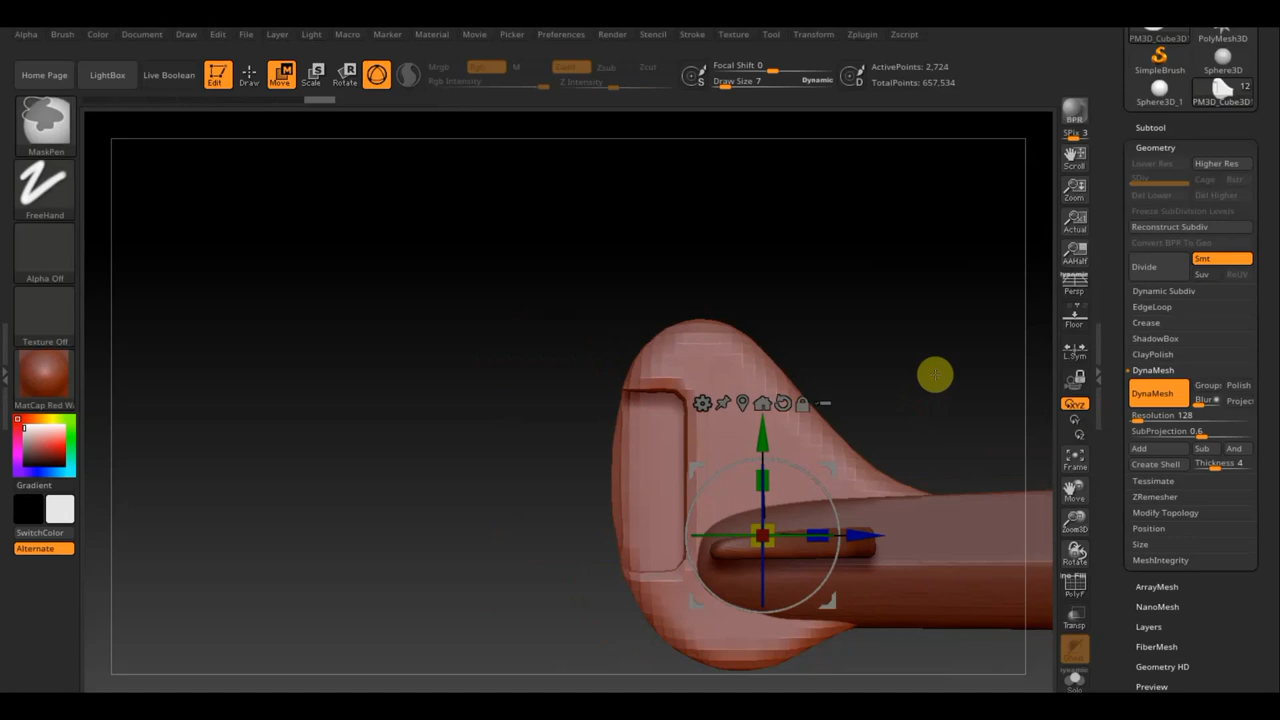 Alpha Brush Color Document Draw Edit File Layer Light Macro Marker Material Movie Picker Preferences Render Stencil Stroke Texture Tool Transform Zplugin Zscript
Home Page
LightBox
Live Boolean
Edit
Draw
Move
Scale
Rotate
Mrgb Rgb M
Rgb Intensity
Zadd Zsub Zcut
Z Intensity
S
Focal Shift 0
Draw Size 7 Dynamic
D
ActivePoints: 2,724
TotalPoints: 657,534
MaskPen
FreeHand
Alpha Off
Texture Off
MatCap Red Wa
Gradient
SwitchColor
Alternate
BPR
SPix 3
Scroll
Zoom
Actual
AAHalf
Dynamic
Persp
Floor
L.Sym
XYZ
Y
Z
Frame
Move
Zoom3D
Rotate
PolyF
Transp
Dynamic
Solo
PM3D_Cube3D
PolyMesh3D
SimpleBrush
Sphere3D
Sphere3D_1
12
PM3D_Cube3D1
Subtool
Geometry
Lower Res Higher Res
SDiv Cage Rstr
Del Lower Del Higher
Freeze SubDivision Levels
Reconstruct Subdiv
Convert BPR To Geo
Divide
Smt
Suv ReUV
Dynamic Subdiv
EdgeLoop
Crease
ShadowBox
ClayPolish
DynaMesh
DynaMesh
Groups Polish
Blur Project
Resolution 128
SubProjection 0.6
Add Sub And
Create Shell Thickness 4
Tessimate
ZRemesher
Modify Topology
Position
Size
MeshIntegrity
ArrayMesh
NanoMesh
Layers
FiberMesh
Geometry HD
Preview